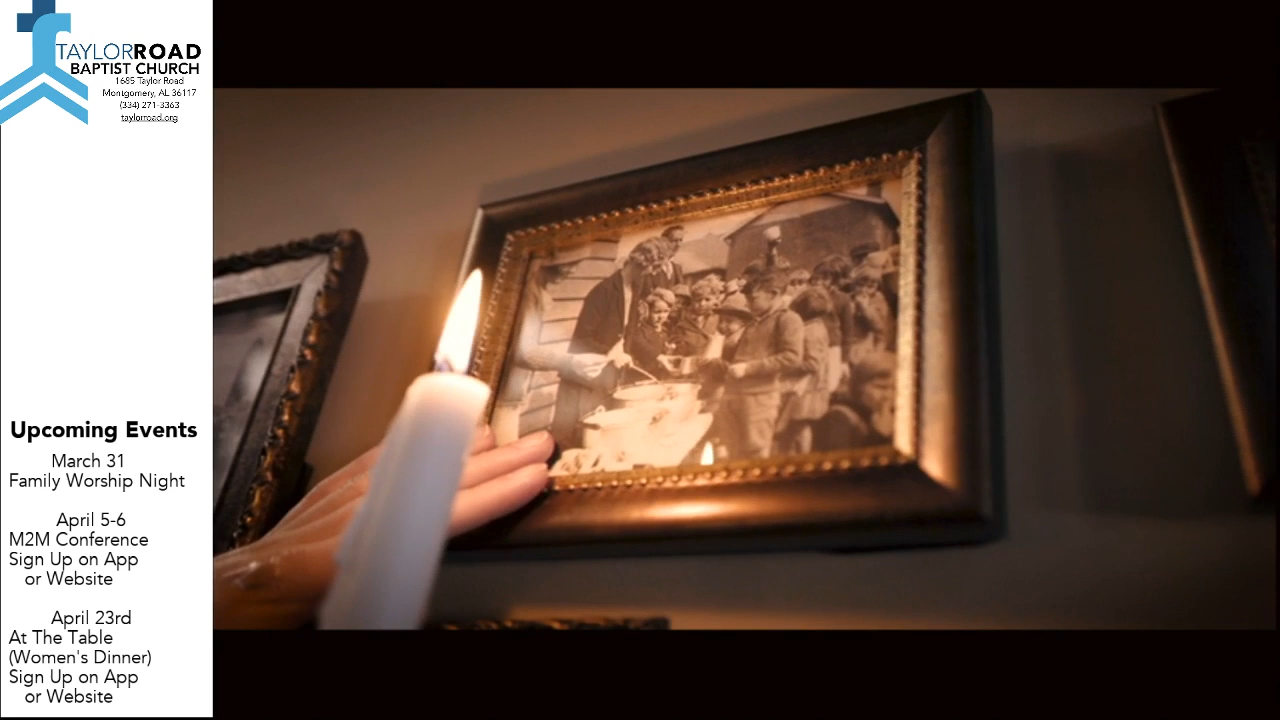 TAYLORROAD
BAPTIST CHURCH
1685 Taylor Road
Montgomery, AL 36117
(334) 271-3363
taylorroad.org
Upcoming Events
March 31
Family Worship Night
April 5-6
M2M Conference
Sign Up on App
or Website
April 23rd
At The Table
(Women's Dinner)
Sign Up on App
or Website